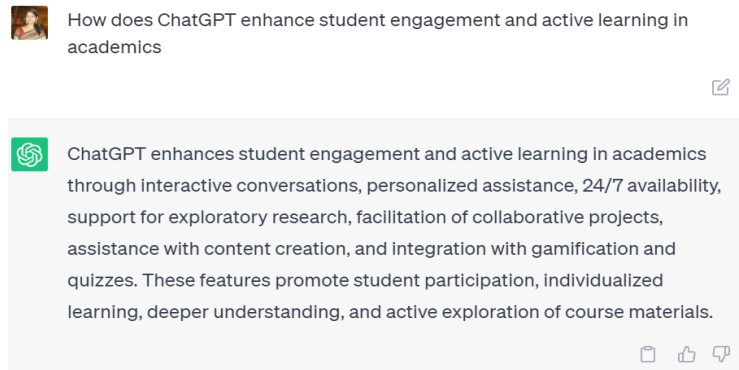 How does ChatGPT enhance student engagement and active learning in
academics
ChatGPT enhances student engagement and active learning in academics
through interactive conversations, personalized assistance, 24/7 availability,
support for exploratory research, facilitation of collaborative projects,
assistance with content creation, and integration with gamification and
quizzes. These features promote student participation, individualized
learning, deeper understanding, and active exploration of course materials.